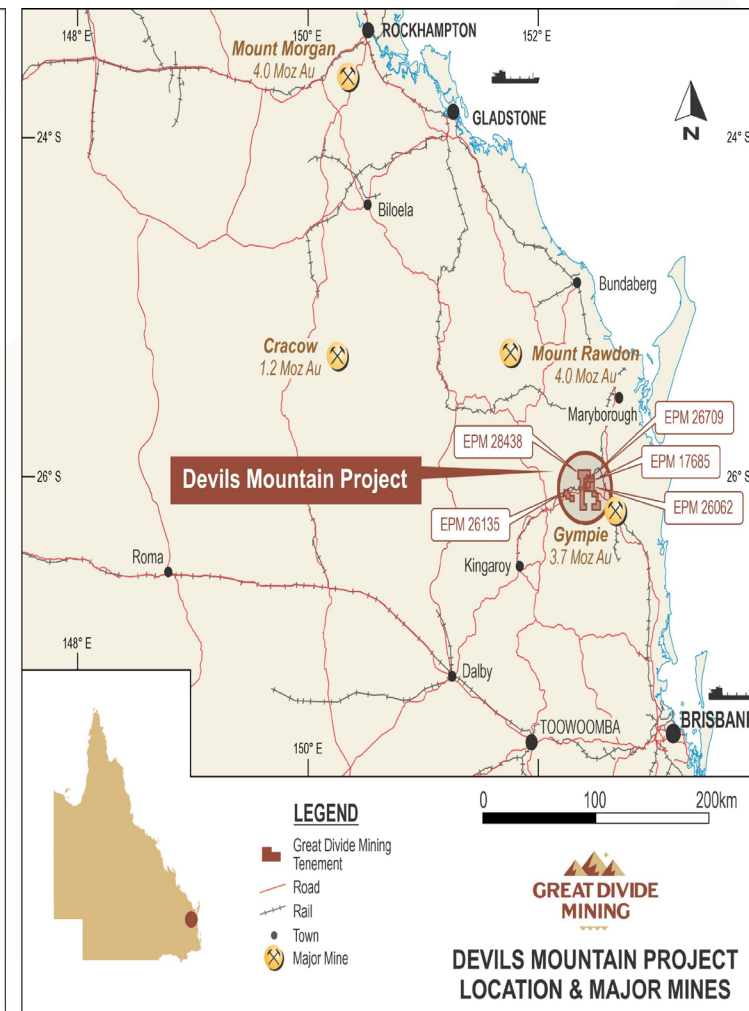 148° E
150° E
152° E
ROCKHAMPTON
Mount Morgan
4.0 Moz Au
GLADSTONE
N
24° S
24° S
Biloela
Bundaberg
Cracow
1.2 Moz Au
Mount Rawdon
4.0 Moz Au
Maryborough
EPM 26709
EPM 28438
EPM 17685
Devils Mountain Project
26° S
26° S
EPM 26062
EPM 26135
Gympie
3.7 Moz Au
Roma
Kingaroy
148° E
Dalby
TOOWOOMBA
BRISBANE
150° E
LEGEND
Great Divide Mining
Tenement
Road
Rail
Town
Major Mine
0 100 200km
GREAT DIVIDE
MINING
DEVILS MOUNTAIN PROJECT
LOCATION & MAJOR MINES